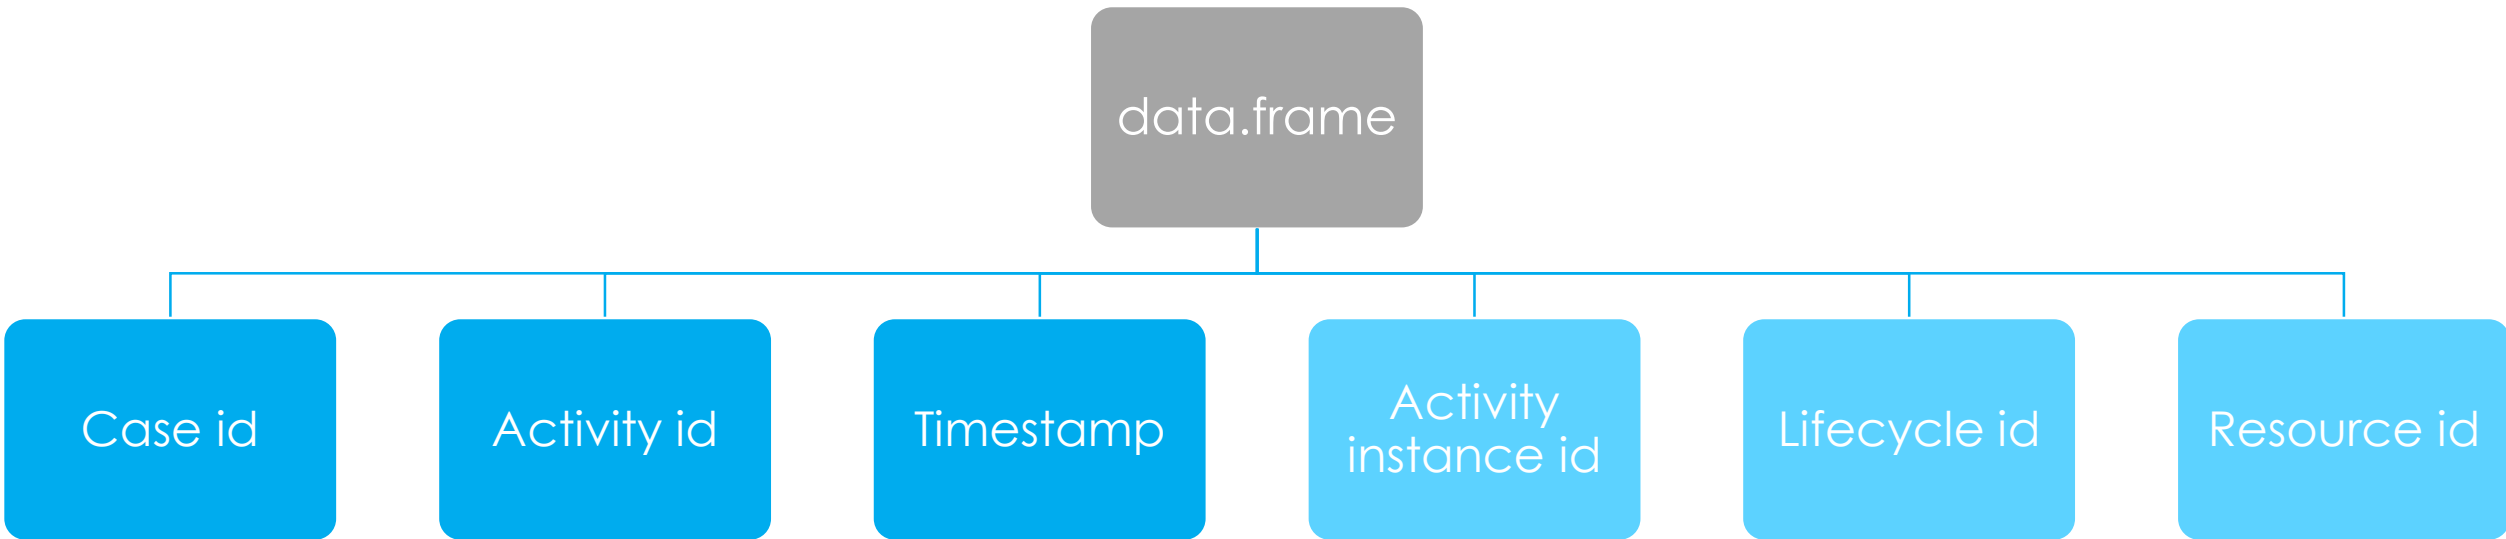 data.frame
Case id
Activity id
Timestamp
Activity
instance id
Lifecycle id
Resource id